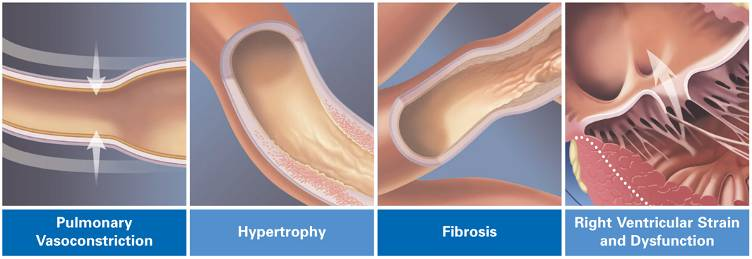 Pulmonary
Vasoconstriction
Hypertrophy
Fibrosis
Right Ventricular Strain
and Dysfunction